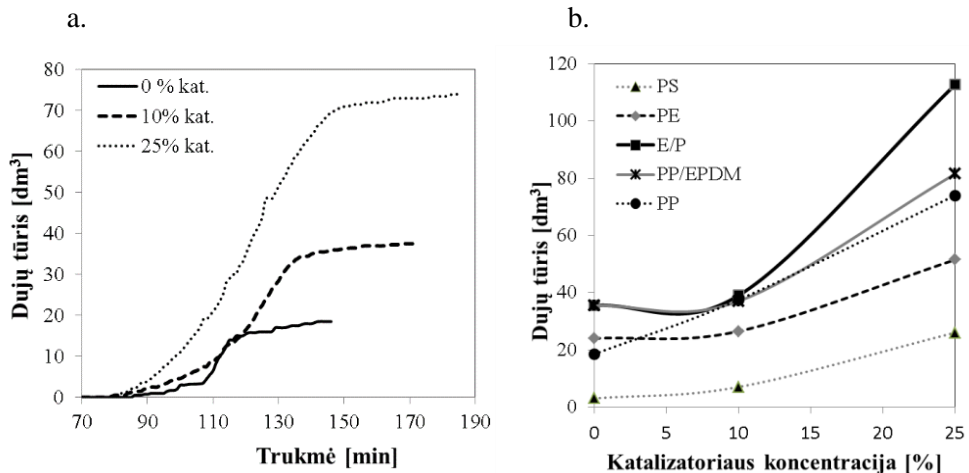 a.
80
70
60
50
40
30
20
10
0
Dujų tūris [dm³]
0 % kat.
10% kat.
25% kat.
70 90 110 130 150 170 190
Trukmė [min]
b.
120
100
80
60
40
20
0
Dujų tūris [dm³]
PS
PE
E/P
PP/EPDM
PP
0 5 10 15 20 25
Katalizatoriaus koncentracija [%]